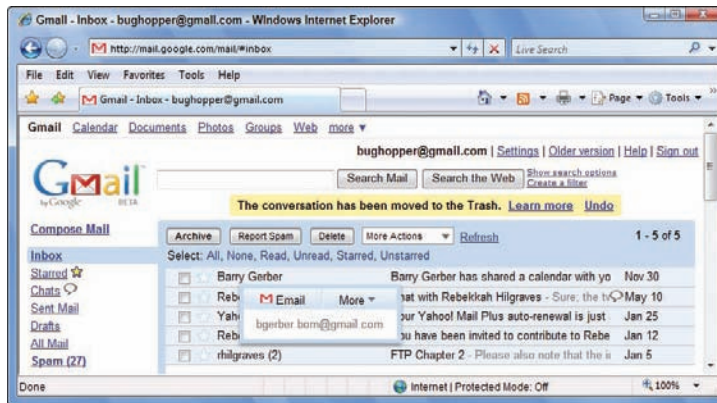 Gmail - Inbox - bughopper@gmail.com - Windows Internet Explorer
http://mail.google.com/mail/#inbox Live Search
File Edit View Favorites Tools Help
Gmail - Inbox - bughopper@gmail.com Page Tools
Gmail Calendar Documents Photos Groups Web more
bughopper@gmail.com | Settings | Older version | Help | Sign out
Gmail by Google BETA
Search Mail Search the Web Show search options
Create a filter
The conversation has been moved to the Trash. Learn more Undo
Compose Mail
Archive Report Spam Delete More Actions Refresh 1 - 5 of 5
Inbox
Select: All, None, Read, Unread, Starred, Unstarred
Starred
Barry Gerber Barry Gerber has shared a calendar with yo Nov 30
Chats
Reb hat with Rebekkah Hilgraves - Sure; the tv May 10
Email More
Sent Mail
Yah our Yahoo! Mail Plus auto-renewal is just Jan 25
bgerber bom@gmail com
Drafts
Reb ou have been invited to contribute to Rebe Jan 12
All Mail
rhilgraves (2) FTP Chapter 2 - Please also note that the i Jan 5
Spam (27)
Done Internet | Protected Mode: Off 100%